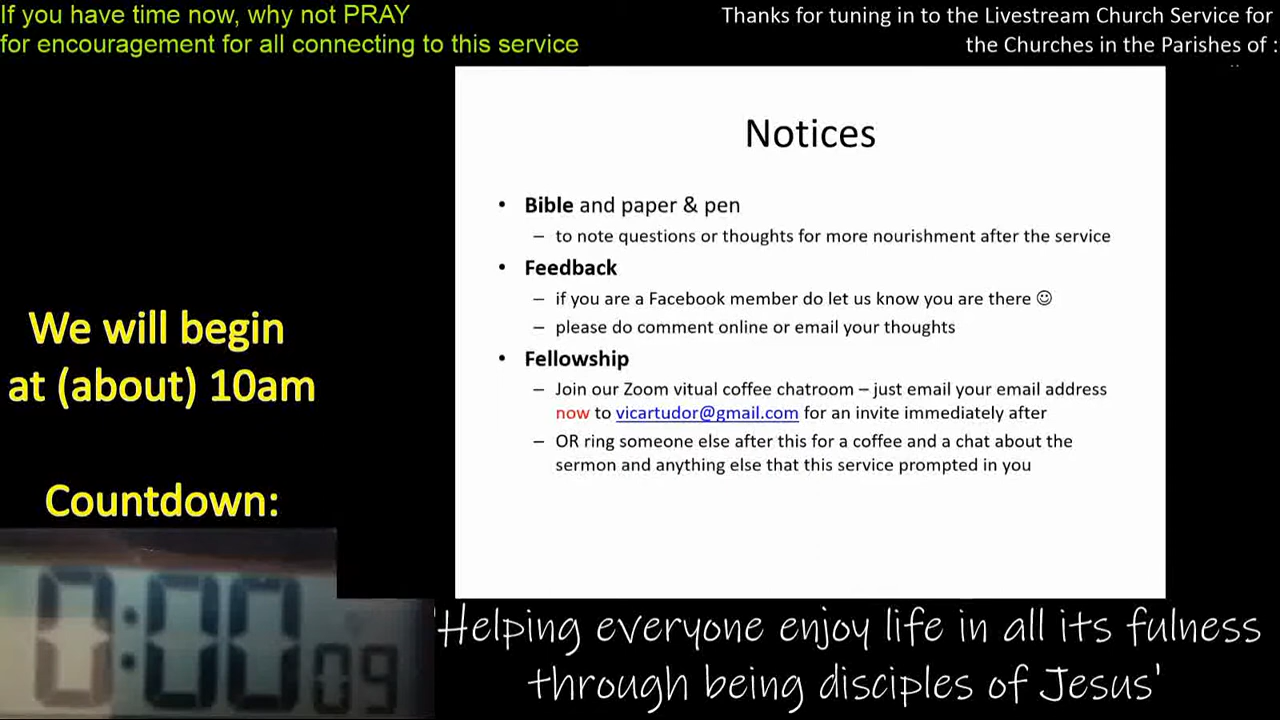 If you have time now, why not PRAY
for encouragement for all connecting to this service
Thanks for tuning in to the Livestream Church Service for
the Churches in the Parishes of :
Notices
• Bible and paper & pen
– to note questions or thoughts for more nourishment after the service
• Feedback
– if you are a Facebook member do let us know you are there ☺
– please do comment online or email your thoughts
• Fellowship
– Join our Zoom vitual coffee chatroom – just email your email address
now to vicartudor@gmail.com for an invite immediately after
– OR ring someone else after this for a coffee and a chat about the
sermon and anything else that this service prompted in you
We will begin
at (about) 10am
Countdown:
0:00 09
'Helping everyone enjoy life in all its fulness
through being disciples of Jesus'